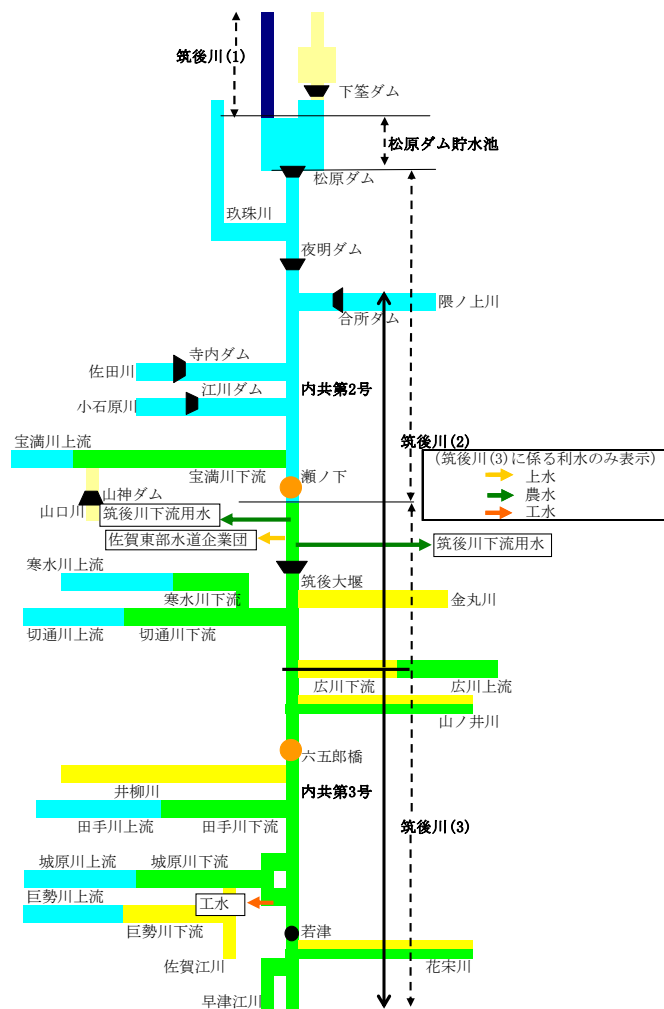 筑後川(1)
下筌ダム
松原ダム貯水池
松原ダム
玖珠川
夜明ダム
隈ノ上川
合所ダム
寺内ダム
佐田川
江川ダム
内共第2号
小石原川
宝満川上流
筑後川(2)
(筑後川(3)に係る利水のみ表示)
宝満川下流
瀬ノ下
上水
山神ダム
農水
山口川
筑後川下流用水
工水
佐賀東部水道企業団
筑後川下流用水
寒水川上流
筑後大堰
寒水川下流
金丸川
切通川上流
切通川下流
広川下流
広川上流
山ノ井川
六五郎橋
井柳川
内共第3号
田手川上流
田手川下流
筑後川(3)
城原川上流
城原川下流
巨勢川上流
工水
巨勢川下流
若津
佐賀江川
花宗川
早津江川